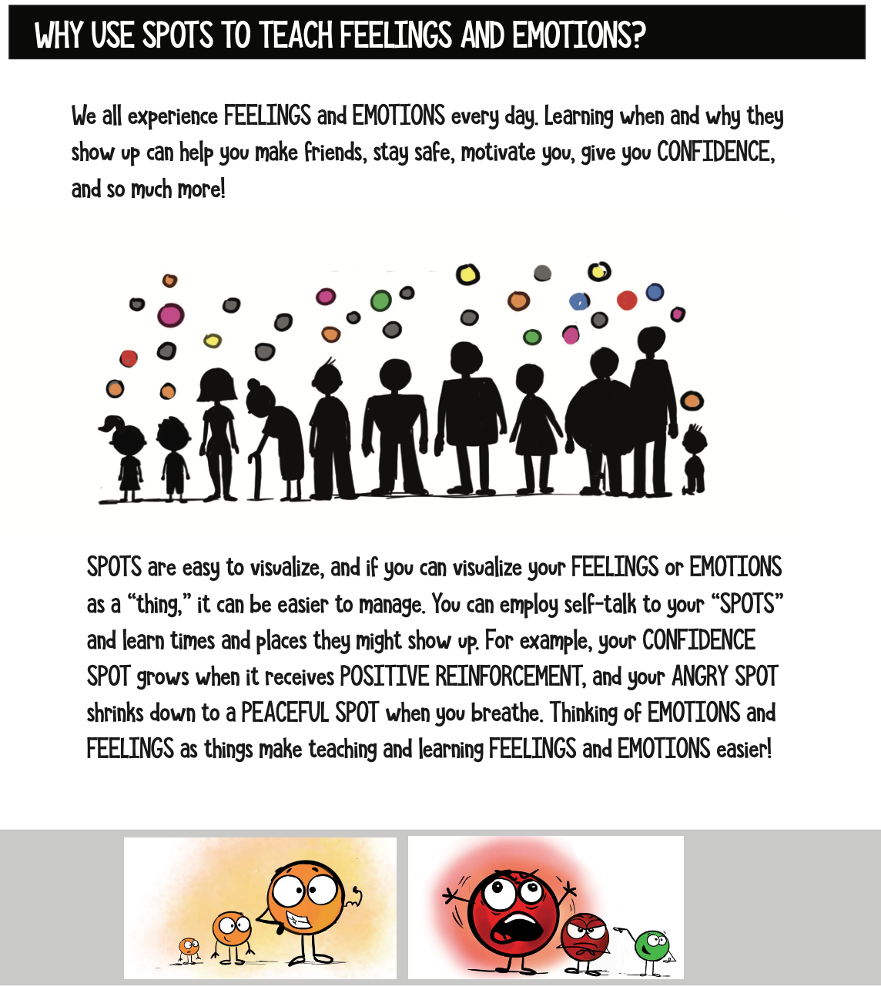 WHY USE SPOTS TO TEACH FEELINGS AND EMOTIONS?
We all experience FEELINGS and EMOTIONS every day. Learning when and why they
show up can help you make friends, stay safe, motivate you, give you CONFIDENCE,
and so much more!
SPOTS are easy to visualize, and if you can visualize your FEELINGS or EMOTIONS
as a “thing,” it can be easier to manage. You can employ self-talk to your “SPOTS”
and learn times and places they might show up. For example, your CONFIDENCE
SPOT grows when it receives POSITIVE REINFORCEMENT, and your ANGRY SPOT
shrinks down to a PEACEFUL SPOT when you breathe. Thinking of EMOTIONS and
FEELINGS as things make teaching and learning FEELINGS and EMOTIONS easier!